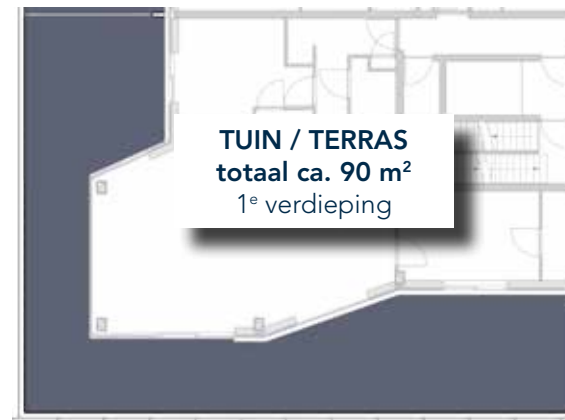 TUIN / TERRAS
totaal ca. 90 m²
1ᵉ verdieping